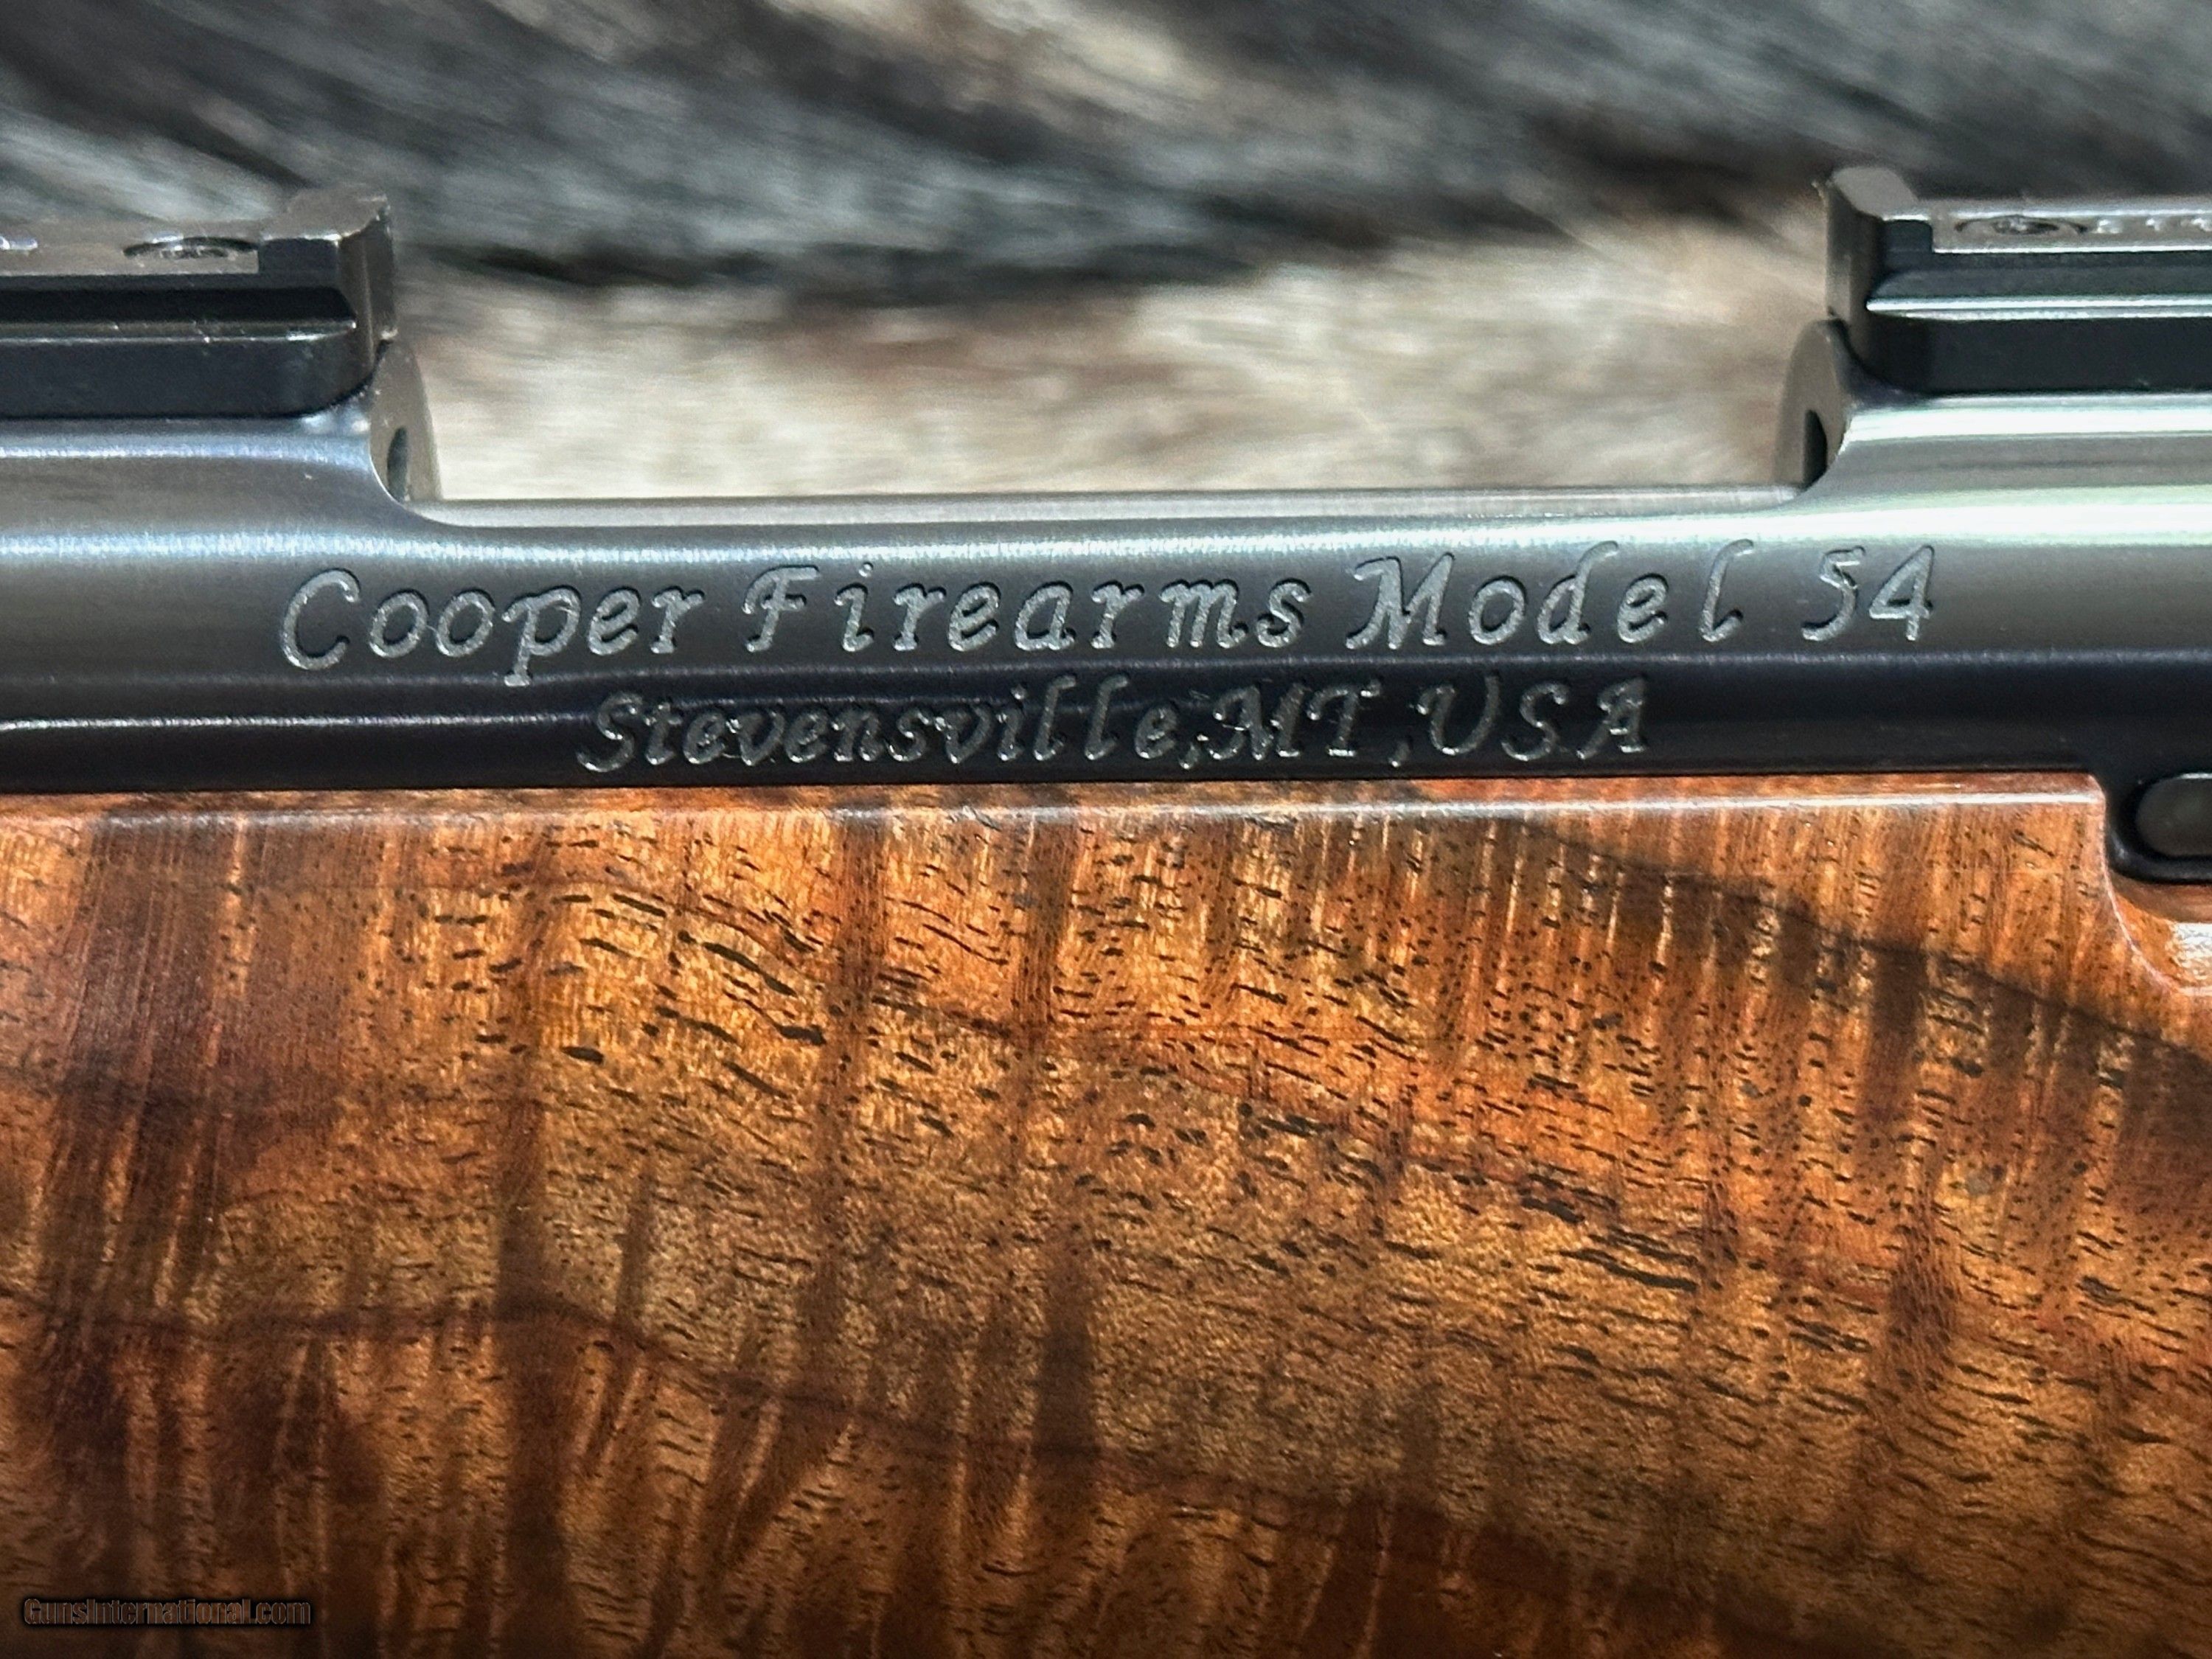 Cooper Firearms Model 54
Stevensville, MT, USA
GunsInternational.com